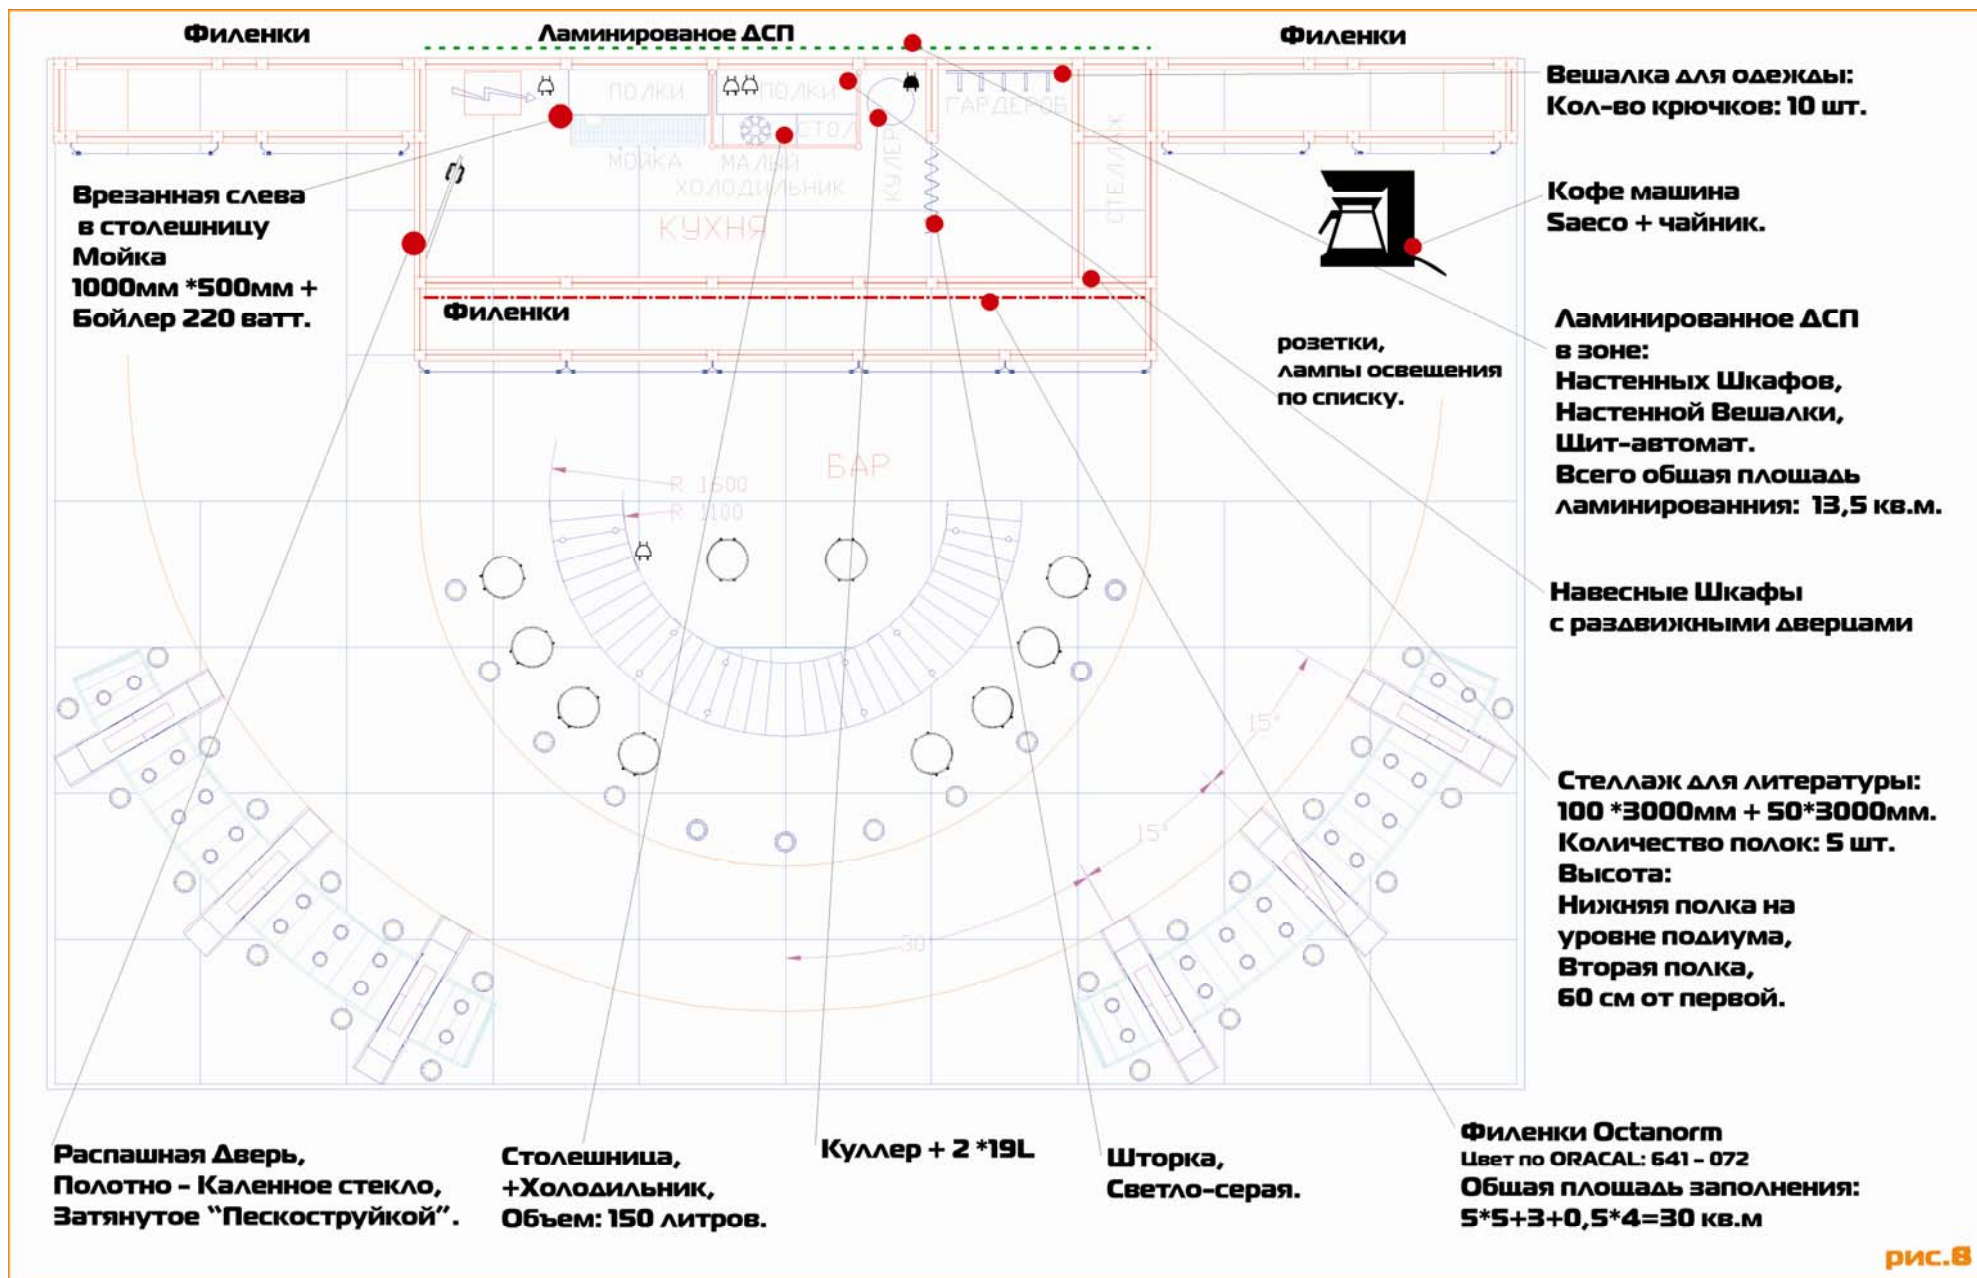 Филенки
Ламинированое ДСП
Филенки
Вешалка для одежды:
Кол-во крючков: 10 шт.
ПОЛКИ
ПОЛКИ
ГАРДЕРОБ
СТОЛ
МОЙКА
МАЛЫЙ
ХОЛОДИЛЬНИК
КУЛЕР
СТЕЛЛАЖ
КУХНЯ
Врезанная слева
в столешницу
Мойка
1000мм *500мм +
Бойлер 220 ватт.
Кофе машина
Saeco + чайник.
Филенки
розетки,
лампы освещения
по списку.
Ламинированное ДСП
в зоне:
Настенных Шкафов,
Настенной Вешалки,
Щит-автомат.
Всего общая площадь
ламинированния: 13,5 кв.м.
БАР
R 1600
R 1100
Навесные Шкафы
с раздвижными дверцами
15°
15°
30
Стеллаж для литературы:
100 *3000мм + 50*3000мм.
Количество полок: 5 шт.
Высота:
Нижняя полка на
уровне подиума,
Вторая полка,
60 см от первой.
Распашная Дверь,
Полотно - Каленное стекло,
Затянутое “Пескоструйкой”.
Столешница,
+Холодильник,
Объем: 150 литров.
Куллер + 2 *19L
Шторка,
Светло-серая.
Филенки Octanorm
Цвет по ORACAL: 641 - 072
Общая площадь заполнения:
5*5+3+0,5*4=30 кв.м
рис.8